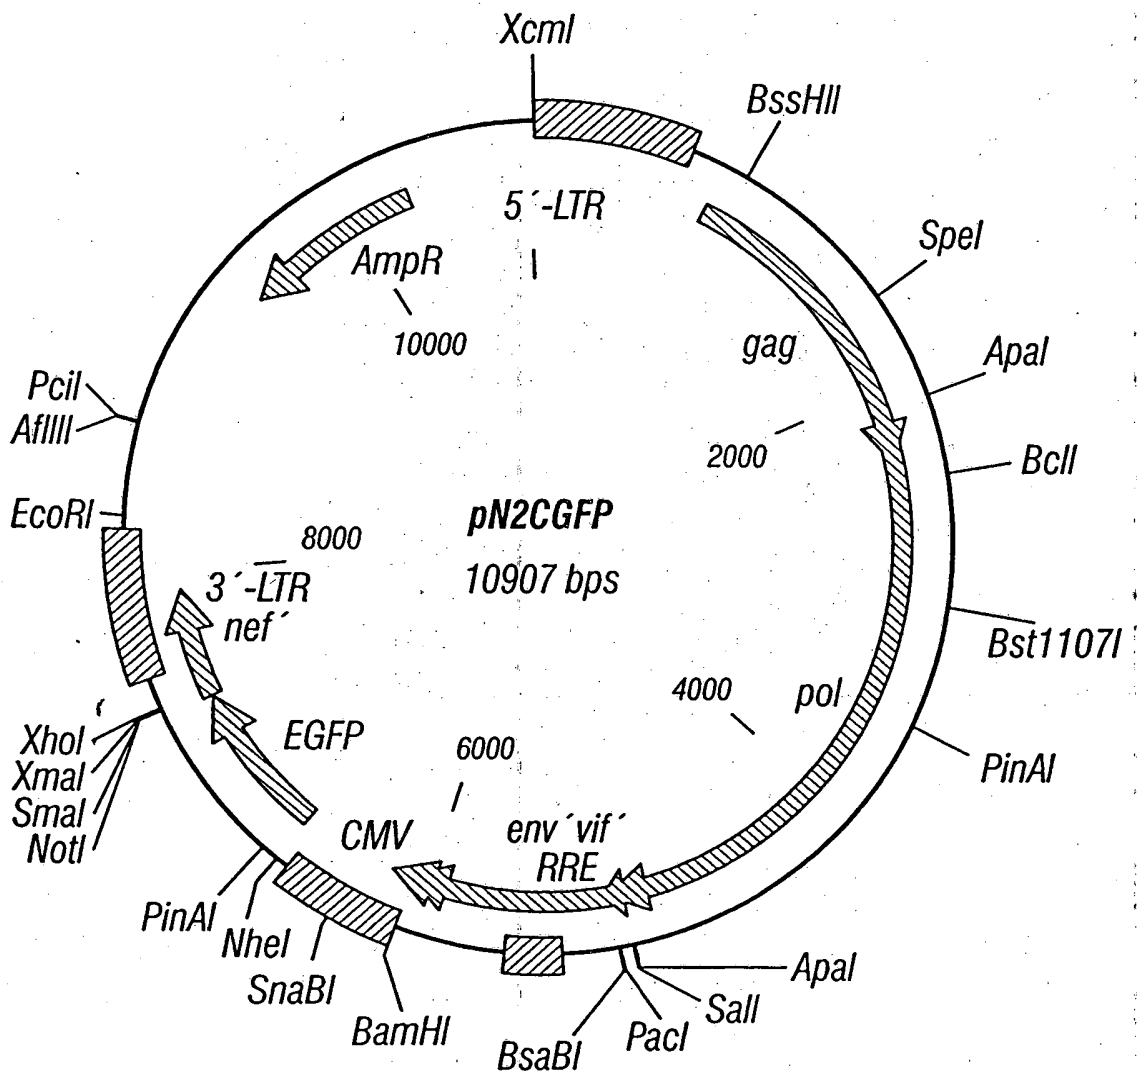 XcmI
BssHII
SpeI
ApaI
BclI
Bst1107I
PinAI
ApaI
SalI
PacI
BsaBI
BamHI
SnaBI
NheI
PinAI
NotI
SmaI
XmaI
XhoI
EcoRI
AflIII
PciI
5´-LTR
AmpR
10000
gag
2000
pN2CGFP
10907 bps
8000
3´-LTR
nef´
4000
pol
EGFP
6000
CMV
env´vif´
RRE